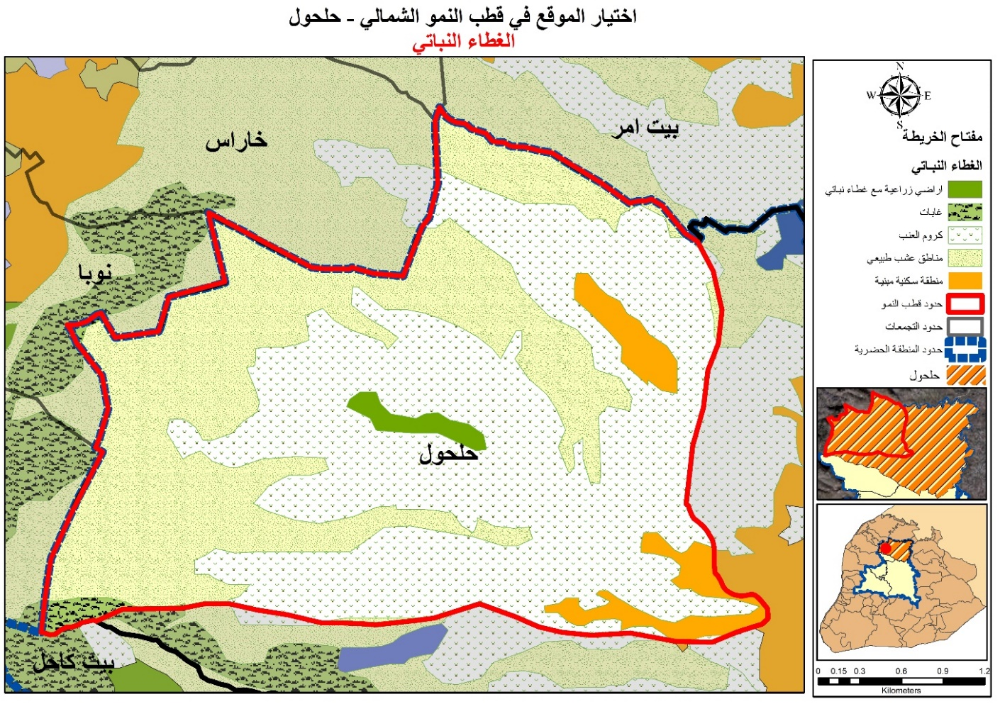 اختيار الموقع في قطب النمو الشمالي - حلحول
الغطاء النباتي
خاراس
بيت امر
نوبا
حلحول
بيت كاحل
N
W E
S
مفتاح الخريطة
الغطاء النباتي
اراضي زراعية مع غطاء نباتي
غابات
كروم العنب
مناطق عشب طبيعي
منطقة سكنية مبنية
حدود قطب النمو
حدود التجمعات
حدود المنطقة الحضرية
حلحول
0 0.15 0.3 0.6 0.9 1.2
Kilometers